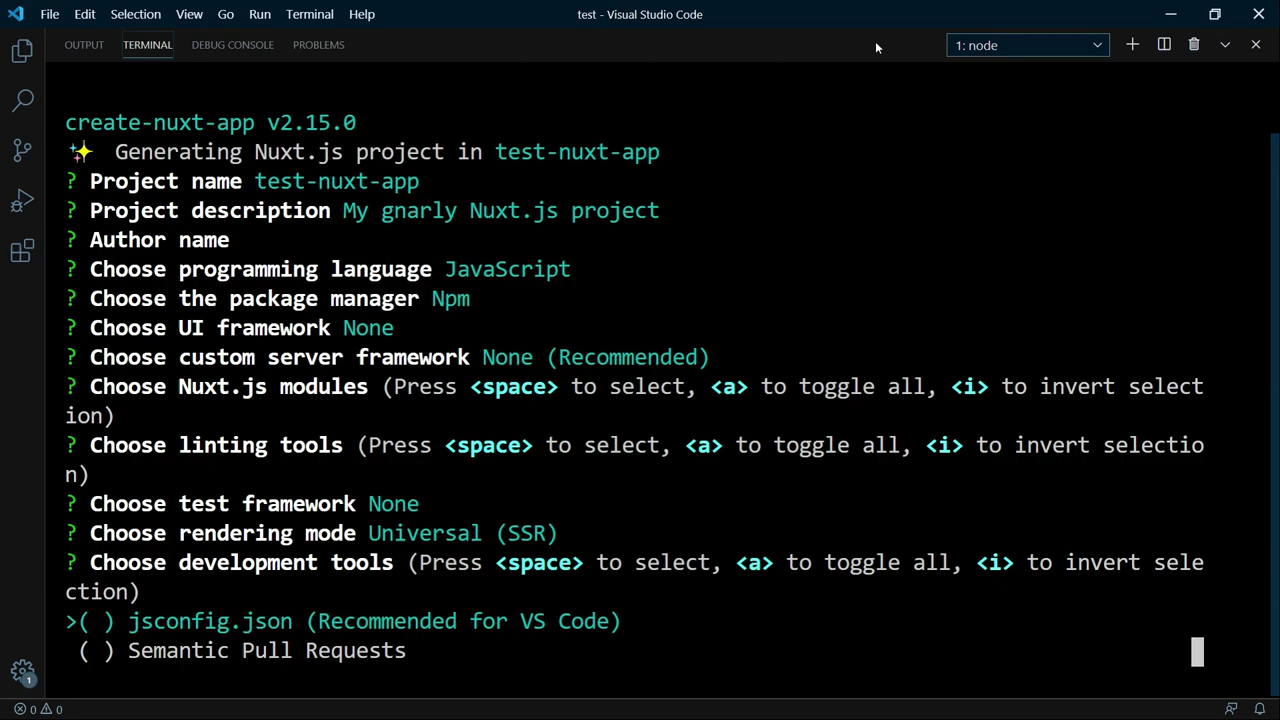 File Edit Selection View Go Run Terminal Help test - Visual Studio Code
OUTPUT TERMINAL DEBUG CONSOLE PROBLEMS 1: node
create-nuxt-app v2.15.0
✨ Generating Nuxt.js project in test-nuxt-app
? Project name test-nuxt-app
? Project description My gnarly Nuxt.js project
? Author name
? Choose programming language JavaScript
? Choose the package manager Npm
? Choose UI framework None
? Choose custom server framework None (Recommended)
? Choose Nuxt.js modules (Press <space> to select, <a> to toggle all, <i> to invert select
ion)
? Choose linting tools (Press <space> to select, <a> to toggle all, <i> to invert selectio
n)
? Choose test framework None
? Choose rendering mode Universal (SSR)
? Choose development tools (Press <space> to select, <a> to toggle all, <i> to invert sele
ction)
>( ) jsconfig.json (Recommended for VS Code)
( ) Semantic Pull Requests
1
0 0